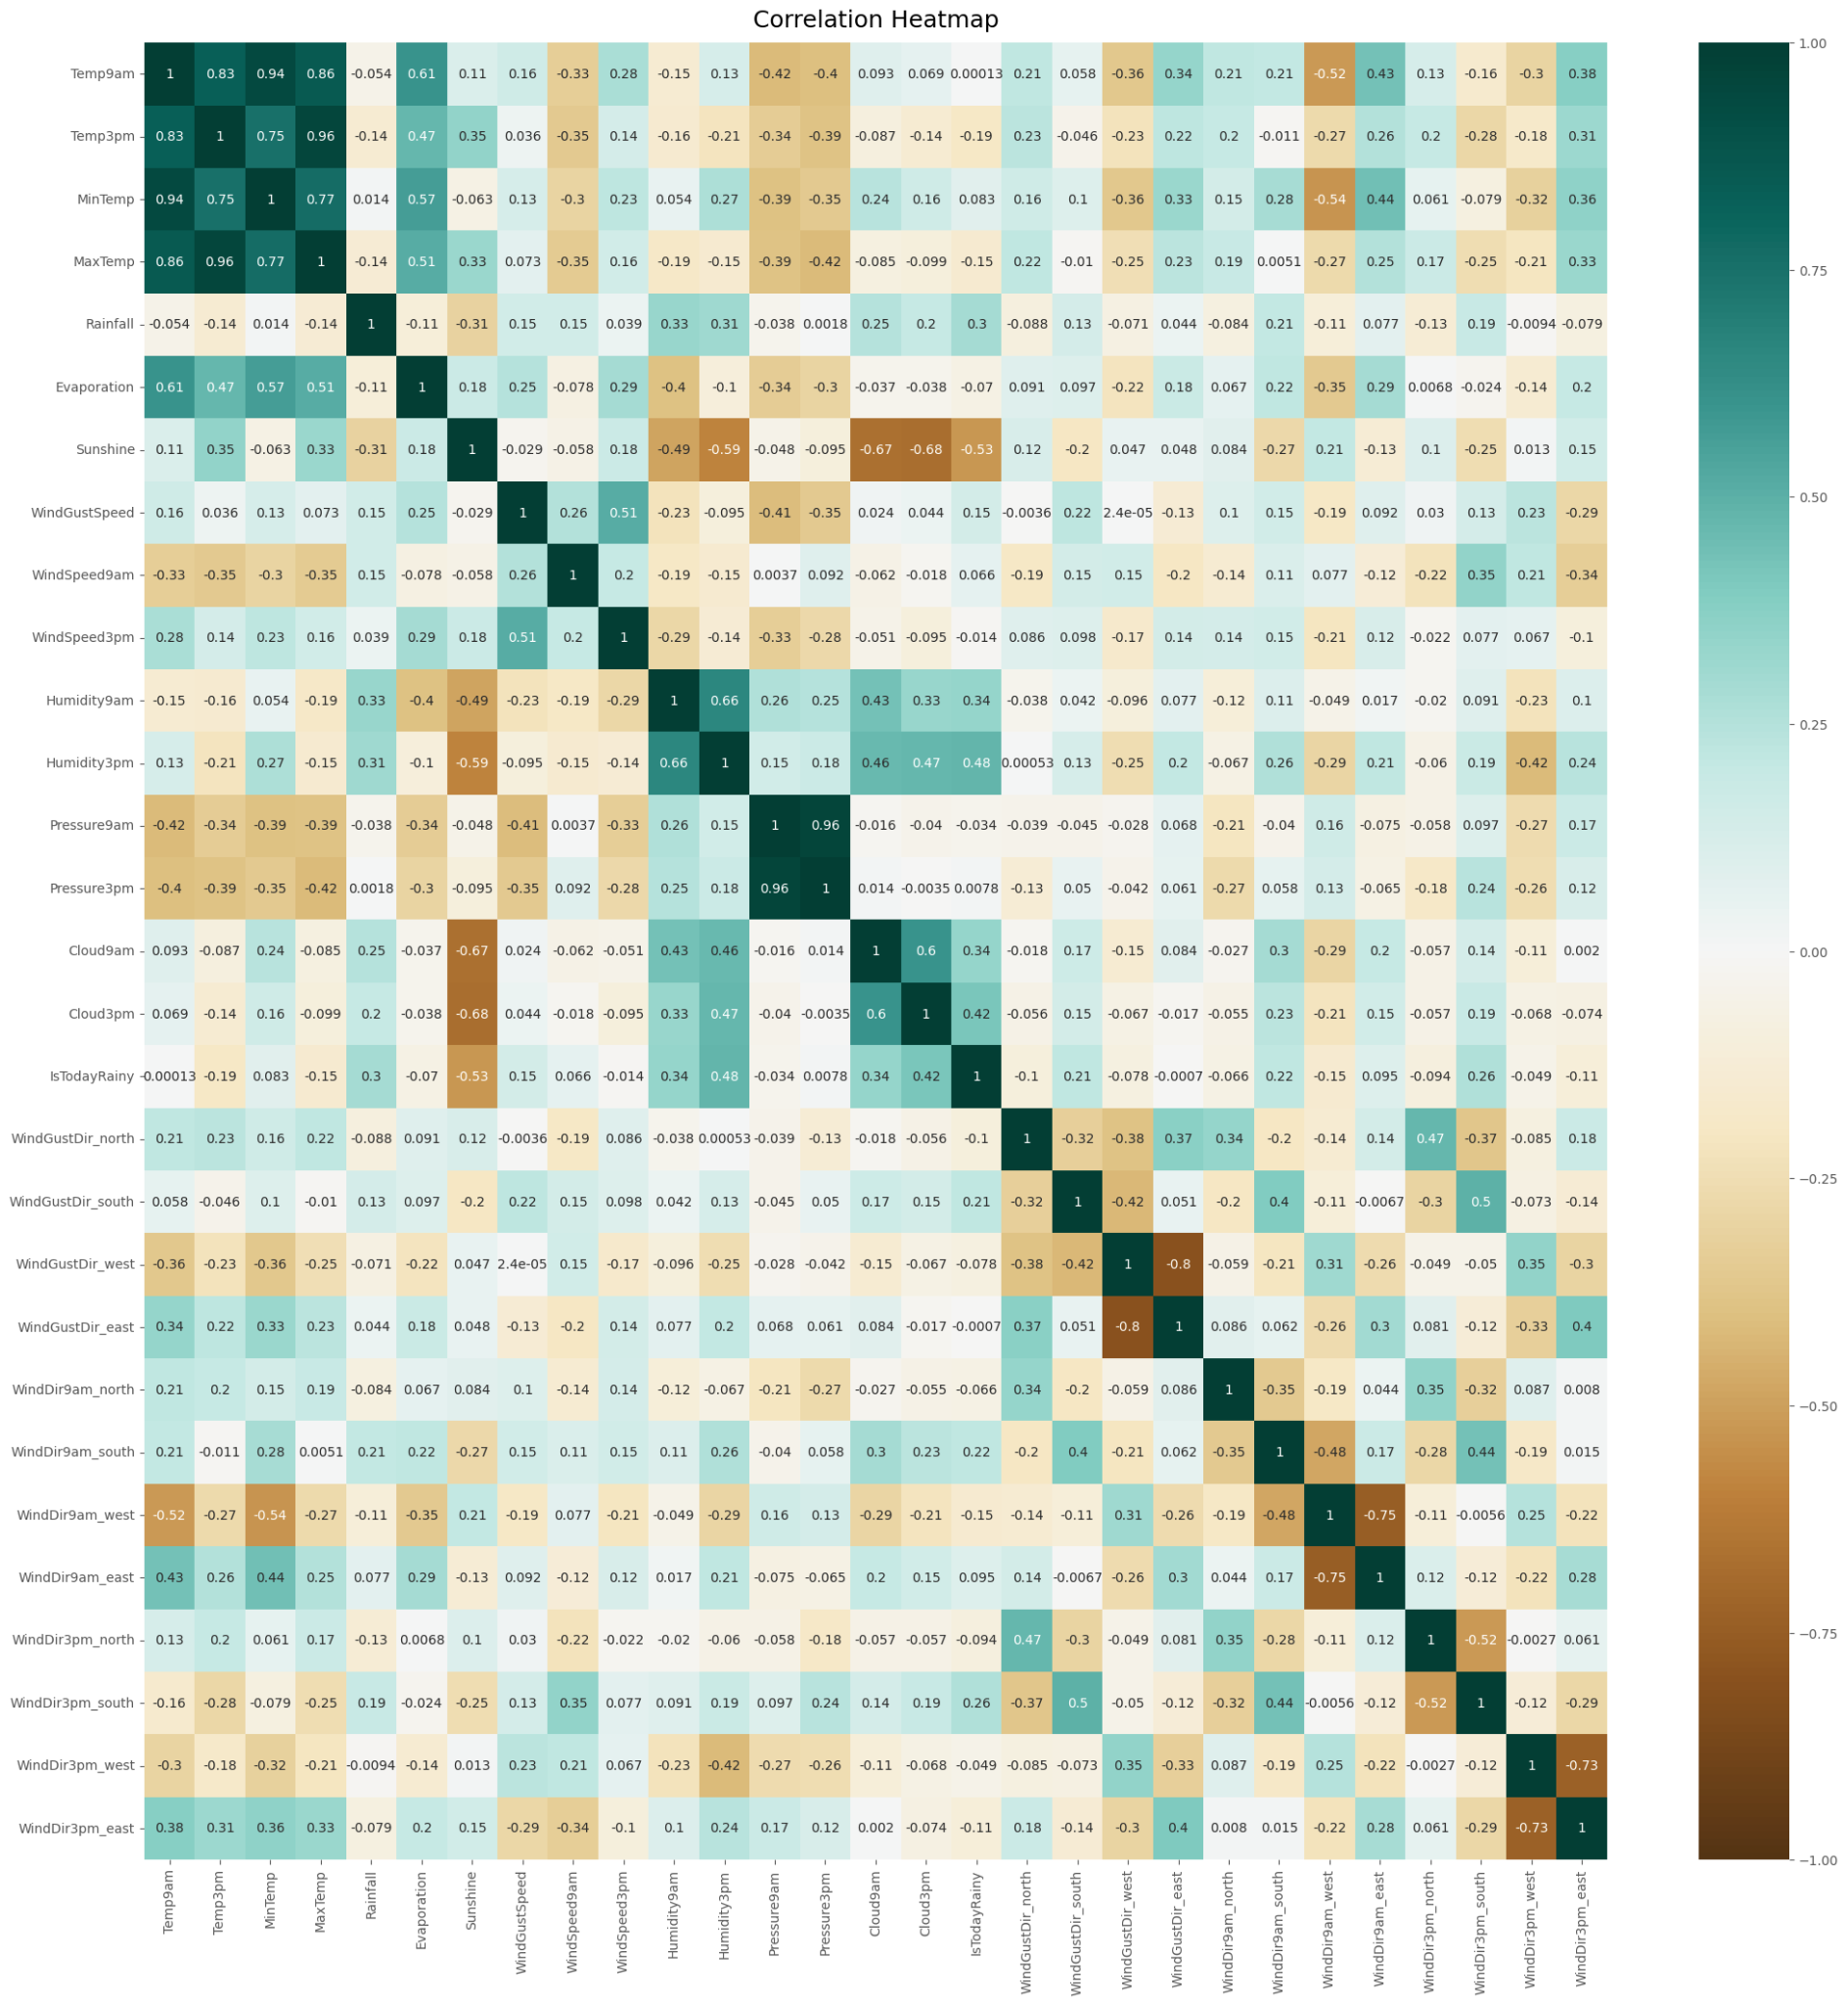 Correlation Heatmap
Temp9am 1 0.83 0.94 0.86 -0.054 0.61 0.11 0.16 -0.33 0.28 -0.15 0.13 -0.42 -0.4 0.093 0.069 0.00013 0.21 0.058 -0.36 0.34 0.21 0.21 -0.52 0.43 0.13 -0.16 -0.3 0.38
Temp3pm 0.83 1 0.75 0.96 -0.14 0.47 0.35 0.036 -0.35 0.14 -0.16 -0.21 -0.34 -0.39 -0.087 -0.14 -0.19 0.23 -0.046 -0.23 0.22 0.2 -0.011 -0.27 0.26 0.2 -0.28 -0.18 0.31
MinTemp 0.94 0.75 1 0.77 0.014 0.57 -0.063 0.13 -0.3 0.23 0.054 0.27 -0.39 -0.35 0.24 0.16 0.083 0.16 0.1 -0.36 0.33 0.15 0.28 -0.54 0.44 0.061 -0.079 -0.32 0.36
MaxTemp 0.86 0.96 0.77 1 -0.14 0.51 0.33 0.073 -0.35 0.16 -0.19 -0.15 -0.39 -0.42 -0.085 -0.099 -0.15 0.22 -0.01 -0.25 0.23 0.19 0.0051 -0.27 0.25 0.17 -0.25 -0.21 0.33
Rainfall -0.054 -0.14 0.014 -0.14 1 -0.11 -0.31 0.15 0.15 0.039 0.33 0.31 -0.038 0.0018 0.25 0.2 0.3 -0.088 0.13 -0.071 0.044 -0.084 0.21 -0.11 0.077 -0.13 0.19 -0.0094 -0.079
Evaporation 0.61 0.47 0.57 0.51 -0.11 1 0.18 0.25 -0.078 0.29 -0.4 -0.1 -0.34 -0.3 -0.037 -0.038 -0.07 0.091 0.097 -0.22 0.18 0.067 0.22 -0.35 0.29 0.0068 -0.024 -0.14 0.2
Sunshine 0.11 0.35 -0.063 0.33 -0.31 0.18 1 -0.029 -0.058 0.18 -0.49 -0.59 -0.048 -0.095 -0.67 -0.68 -0.53 0.12 -0.2 0.047 0.048 0.084 -0.27 0.21 -0.13 0.1 -0.25 0.013 0.15
WindGustSpeed 0.16 0.036 0.13 0.073 0.15 0.25 -0.029 1 0.26 0.51 -0.23 -0.095 -0.41 -0.35 0.024 0.044 0.15 -0.0036 0.22 2.4e-05 -0.13 0.1 0.15 -0.19 0.092 0.03 0.13 0.23 -0.29
WindSpeed9am -0.33 -0.35 -0.3 -0.35 0.15 -0.078 -0.058 0.26 1 0.2 -0.19 -0.15 0.0037 0.092 -0.062 -0.018 0.066 -0.19 0.15 0.15 -0.2 -0.14 0.11 0.077 -0.12 -0.22 0.35 0.21 -0.34
WindSpeed3pm 0.28 0.14 0.23 0.16 0.039 0.29 0.18 0.51 0.2 1 -0.29 -0.14 -0.33 -0.28 -0.051 -0.095 -0.014 0.086 0.098 -0.17 0.14 0.14 0.15 -0.21 0.12 -0.022 0.077 0.067 -0.1
Humidity9am -0.15 -0.16 0.054 -0.19 0.33 -0.4 -0.49 -0.23 -0.19 -0.29 1 0.66 0.26 0.25 0.43 0.33 0.34 -0.038 0.042 -0.096 0.077 -0.12 0.11 -0.049 0.017 -0.02 0.091 -0.23 0.1
Humidity3pm 0.13 -0.21 0.27 -0.15 0.31 -0.1 -0.59 -0.095 -0.15 -0.14 0.66 1 0.15 0.18 0.46 0.47 0.48 0.00053 0.13 -0.25 0.2 -0.067 0.26 -0.29 0.21 -0.06 0.19 -0.42 0.24
Pressure9am -0.42 -0.34 -0.39 -0.39 -0.038 -0.34 -0.048 -0.41 0.0037 -0.33 0.26 0.15 1 0.96 -0.016 -0.04 -0.034 -0.039 -0.045 -0.028 0.068 -0.21 -0.04 0.16 -0.075 -0.058 0.097 -0.27 0.17
Pressure3pm -0.4 -0.39 -0.35 -0.42 0.0018 -0.3 -0.095 -0.35 0.092 -0.28 0.25 0.18 0.96 1 0.014 -0.0035 0.0078 -0.13 0.05 -0.042 0.061 -0.27 0.058 0.13 -0.065 -0.18 0.24 -0.26 0.12
Cloud9am 0.093 -0.087 0.24 -0.085 0.25 -0.037 -0.67 0.024 -0.062 -0.051 0.43 0.46 -0.016 0.014 1 0.6 0.34 -0.018 0.17 -0.15 0.084 -0.027 0.3 -0.29 0.2 -0.057 0.14 -0.11 0.002
Cloud3pm 0.069 -0.14 0.16 -0.099 0.2 -0.038 -0.68 0.044 -0.018 -0.095 0.33 0.47 -0.04 -0.0035 0.6 1 0.42 -0.056 0.15 -0.067 -0.017 -0.055 0.23 -0.21 0.15 -0.057 0.19 -0.068 -0.074
IsTodayRainy 0.00013 -0.19 0.083 -0.15 0.3 -0.07 -0.53 0.15 0.066 -0.014 0.34 0.48 -0.034 0.0078 0.34 0.42 1 -0.1 0.21 -0.078 -0.0007 -0.066 0.22 -0.15 0.095 -0.094 0.26 -0.049 -0.11
WindGustDir_north 0.21 0.23 0.16 0.22 -0.088 0.091 0.12 -0.0036 -0.19 0.086 -0.038 0.00053 -0.039 -0.13 -0.018 -0.056 -0.1 1 -0.32 -0.38 0.37 0.34 -0.2 -0.14 0.14 0.47 -0.37 -0.085 0.18
WindGustDir_south 0.058 -0.046 0.1 -0.01 0.13 0.097 -0.2 0.22 0.15 0.098 0.042 0.13 -0.045 0.05 0.17 0.15 0.21 -0.32 1 -0.42 0.051 -0.2 0.4 -0.11 -0.0067 -0.3 0.5 -0.073 -0.14
WindGustDir_west -0.36 -0.23 -0.36 -0.25 -0.071 -0.22 0.047 2.4e-05 0.15 -0.17 -0.096 -0.25 -0.028 -0.042 -0.15 -0.067 -0.078 -0.38 -0.42 1 -0.8 -0.059 -0.21 0.31 -0.26 -0.049 -0.05 0.35 -0.3
WindGustDir_east 0.34 0.22 0.33 0.23 0.044 0.18 0.048 -0.13 -0.2 0.14 0.077 0.2 0.068 0.061 0.084 -0.017 -0.0007 0.37 0.051 -0.8 1 0.086 0.062 -0.26 0.3 0.081 -0.12 -0.33 0.4
WindDir9am_north 0.21 0.2 0.15 0.19 -0.084 0.067 0.084 0.1 -0.14 0.14 -0.12 -0.067 -0.21 -0.27 -0.027 -0.055 -0.066 0.34 -0.2 -0.059 0.086 1 -0.35 -0.19 0.044 0.35 -0.32 0.087 0.008
WindDir9am_south 0.21 -0.011 0.28 0.0051 0.21 0.22 -0.27 0.15 0.11 0.15 0.11 0.26 -0.04 0.058 0.3 0.23 0.22 -0.2 0.4 -0.21 0.062 -0.35 1 -0.48 0.17 -0.28 0.44 -0.19 0.015
WindDir9am_west -0.52 -0.27 -0.54 -0.27 -0.11 -0.35 0.21 -0.19 0.077 -0.21 -0.049 -0.29 0.16 0.13 -0.29 -0.21 -0.15 -0.14 -0.11 0.31 -0.26 -0.19 -0.48 1 -0.75 -0.11 -0.0056 0.25 -0.22
WindDir9am_east 0.43 0.26 0.44 0.25 0.077 0.29 -0.13 0.092 -0.12 0.12 0.017 0.21 -0.075 -0.065 0.2 0.15 0.095 0.14 -0.0067 -0.26 0.3 0.044 0.17 -0.75 1 0.12 -0.12 -0.22 0.28
WindDir3pm_north 0.13 0.2 0.061 0.17 -0.13 0.0068 0.1 0.03 -0.22 -0.022 -0.02 -0.06 -0.058 -0.18 -0.057 -0.057 -0.094 0.47 -0.3 -0.049 0.081 0.35 -0.28 -0.11 0.12 1 -0.52 -0.0027 0.061
WindDir3pm_south -0.16 -0.28 -0.079 -0.25 0.19 -0.024 -0.25 0.13 0.35 0.077 0.091 0.19 0.097 0.24 0.14 0.19 0.26 -0.37 0.5 -0.05 -0.12 -0.32 0.44 -0.0056 -0.12 -0.52 1 -0.12 -0.29
WindDir3pm_west -0.3 -0.18 -0.32 -0.21 -0.0094 -0.14 0.013 0.23 0.21 0.067 -0.23 -0.42 -0.27 -0.26 -0.11 -0.068 -0.049 -0.085 -0.073 0.35 -0.33 0.087 -0.19 0.25 -0.22 -0.0027 -0.12 1 -0.73
WindDir3pm_east 0.38 0.31 0.36 0.33 -0.079 0.2 0.15 -0.29 -0.34 -0.1 0.1 0.24 0.17 0.12 0.002 -0.074 -0.11 0.18 -0.14 -0.3 0.4 0.008 0.015 -0.22 0.28 0.061 -0.29 -0.73 1
Temp9am Temp3pm MinTemp MaxTemp Rainfall Evaporation Sunshine WindGustSpeed WindSpeed9am WindSpeed3pm Humidity9am Humidity3pm Pressure9am Pressure3pm Cloud9am Cloud3pm IsTodayRainy WindGustDir_north WindGustDir_south WindGustDir_west WindGustDir_east WindDir9am_north WindDir9am_south WindDir9am_west WindDir9am_east WindDir3pm_north WindDir3pm_south WindDir3pm_west WindDir3pm_east
1.00
0.75
0.50
0.25
0.00
−0.25
−0.50
−0.75
−1.00